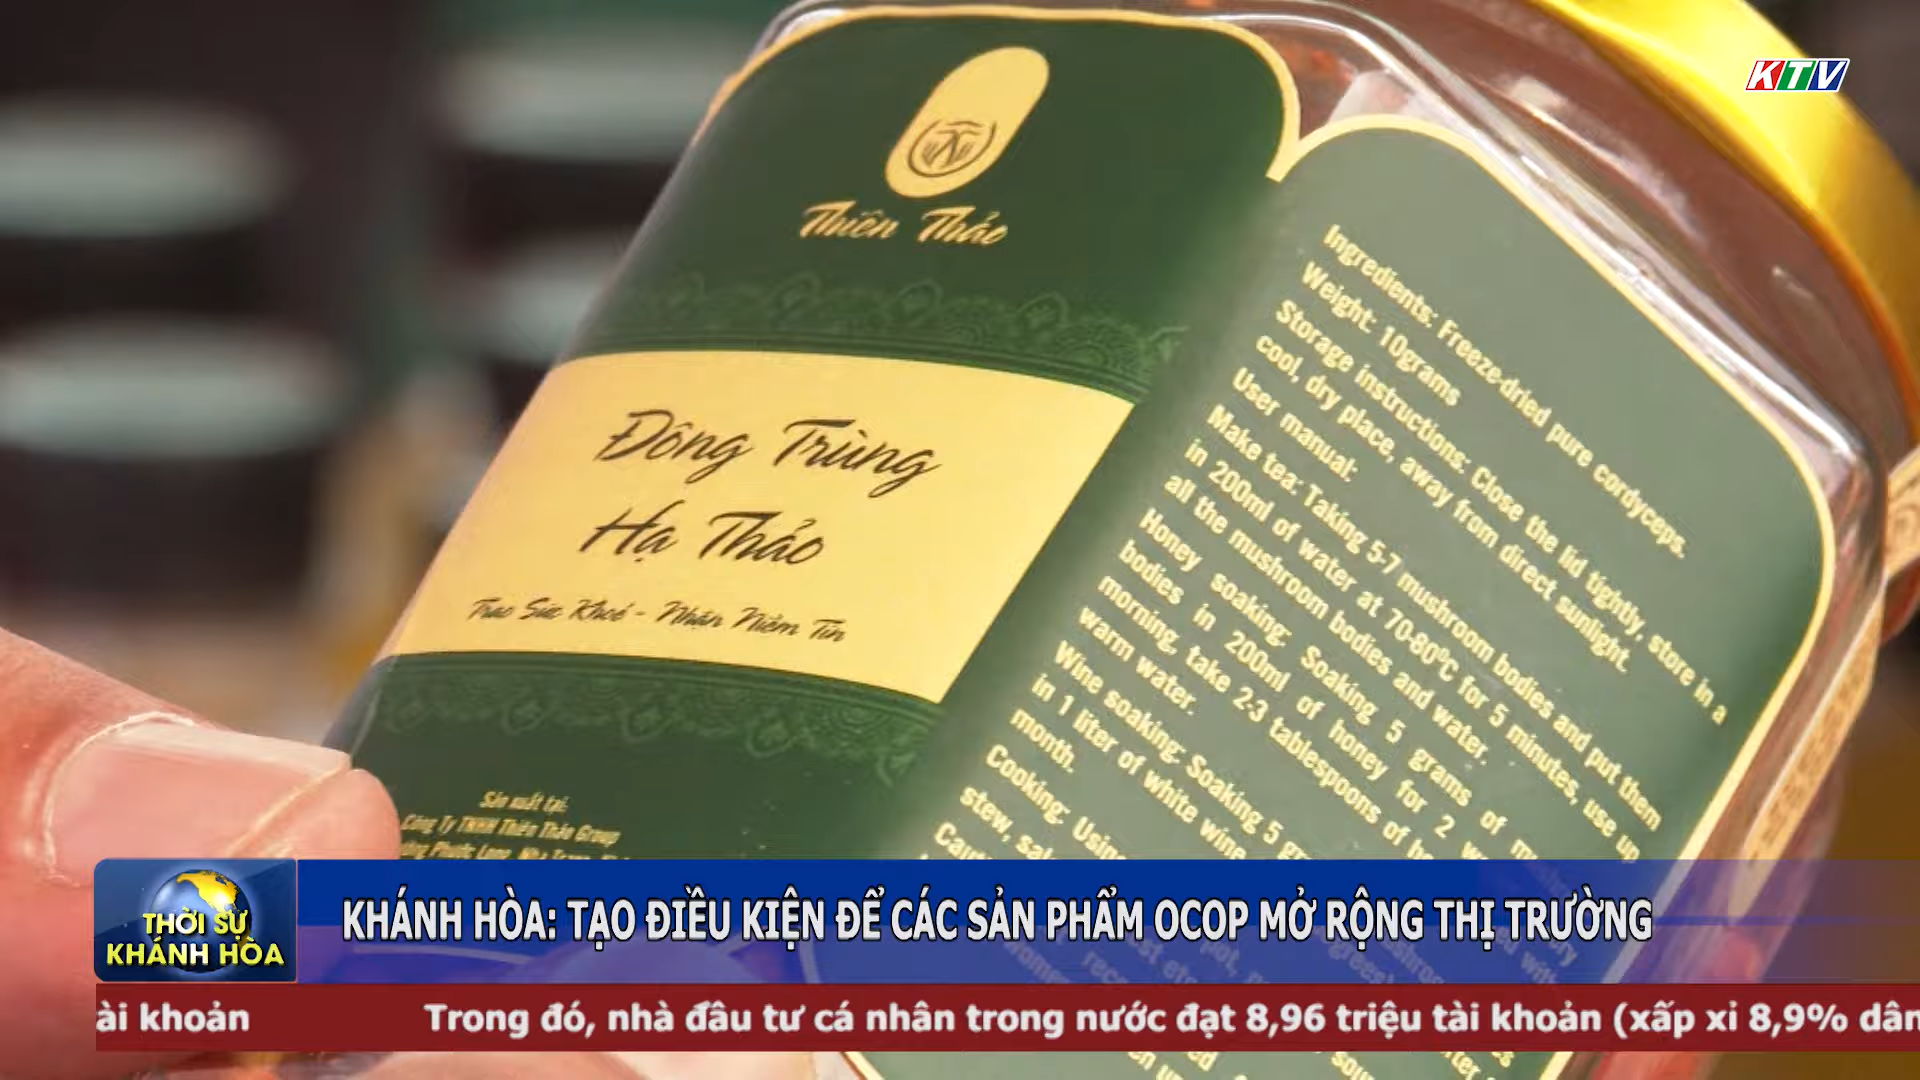 KTV
Thiên Thảo
Đông Trùng
Hạ Thảo
Trao Sức Khoẻ - Nhận Niềm Tin
Sản xuất tại:
Công Ty TNHH Thiên Thảo Group
Phước Long, Nha Trang,
Ingredients: Freeze-dried pure cordyceps.
Weight: 10grams
Storage instructions: Close the lid tightly, store in a
cool, dry place, away from direct sunlight.
User manual:
Make tea: Taking 5-7 mushroom bodies and put them
in 200ml of water at 70-80ºC for 5 minutes, use up
all the mushroom bodies and water.
Honey soaking: Soaking 5 grams of
bodies in 200ml of honey for 2
morning, take 2-3 tablespoons of
warm water.
Wine soaking: Soaking 5
in 1 liter of white wine
month.
Cooking: Using
stew,
THỜI SỰ
KHÁNH HÒA
KHÁNH HÒA: TẠO ĐIỀU KIỆN ĐỂ CÁC SẢN PHẨM OCOP MỞ RỘNG THỊ TRƯỜNG
ài khoản Trong đó, nhà đầu tư cá nhân trong nước đạt 8,96 triệu tài khoản (xấp xỉ 8,9% dân